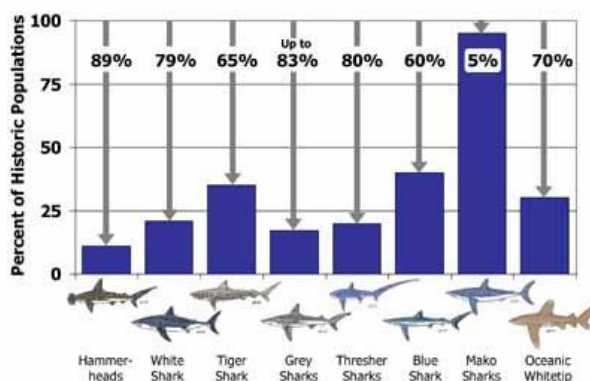 Percent of Historic Populations
100
75
50
25
0
89%
79%
65%
Up to
83%
80%
60%
5%
70%
Hammer-
heads
White
Shark
Tiger
Shark
Grey
Sharks
Thresher
Sharks
Blue
Shark
Mako
Sharks
Oceanic
Whitetip